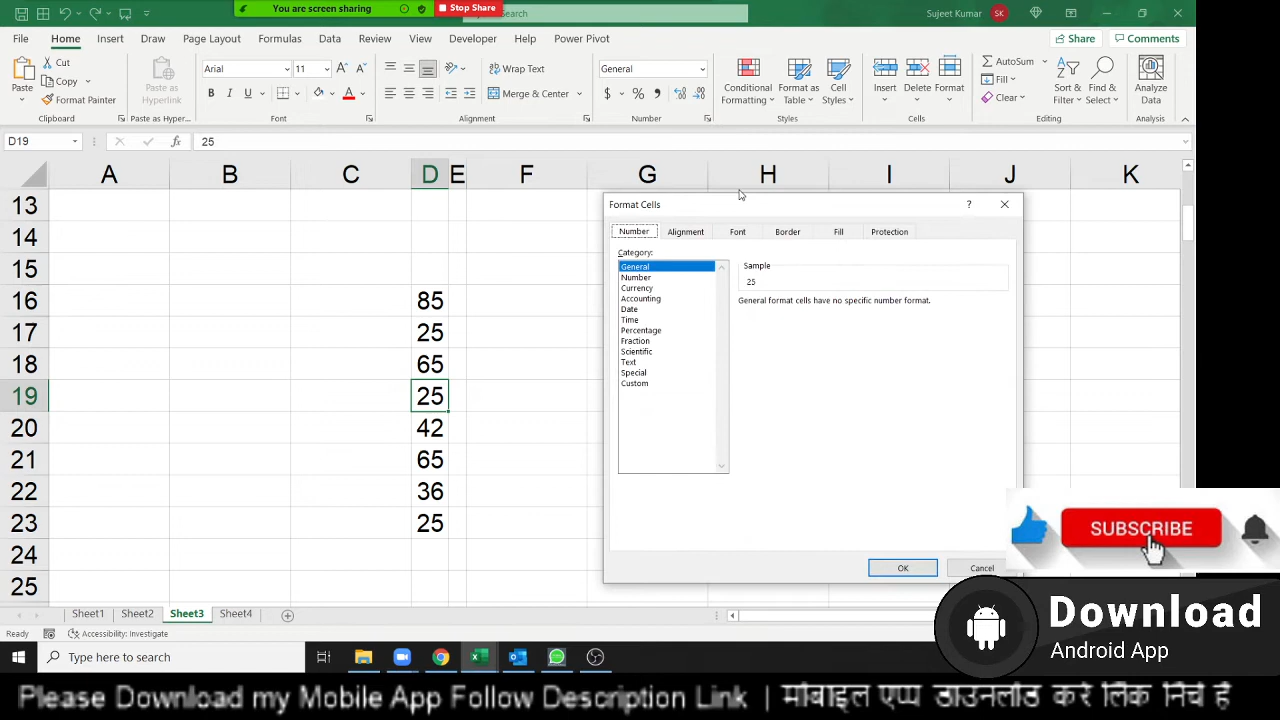 You are screen sharing
Stop Share
Search
Sujeet Kumar
SK
File Home Insert Draw Page Layout Formulas Data Review View Developer Help Power Pivot
Share
Comments
Paste
Cut
Copy
Format Painter
Clipboard
Paste as Hyperlink
Paste as Hyper...
Arial
11
B I U
Font
Wrap Text
Merge & Center
Alignment
General
$ % ,
Number
Conditional Formatting
Format as Table
Cell Styles
Styles
Insert
Delete
Format
Cells
AutoSum
Fill
Clear
Sort & Filter
Find & Select
Editing
Analyze Data
Analysis
D19
fx
25
A B C D E F G H I J K
13
14
15
16 85
17 25
18 65
19 25
20 42
21 65
22 36
23 25
24
25
Format Cells
?
Number Alignment Font Border Fill Protection
Category:
General
Number
Currency
Accounting
Date
Time
Percentage
Fraction
Scientific
Text
Special
Custom
Sample
25
General format cells have no specific number format.
OK
Cancel
SUBSCRIBE
Download
Android App
Sheet1 Sheet2 Sheet3 Sheet4
Ready
Accessibility: Investigate
Type here to search
Please Download my Mobile App Follow Description Link | मोबाइल एप्प डाउनलोड करे लिंक निचे है